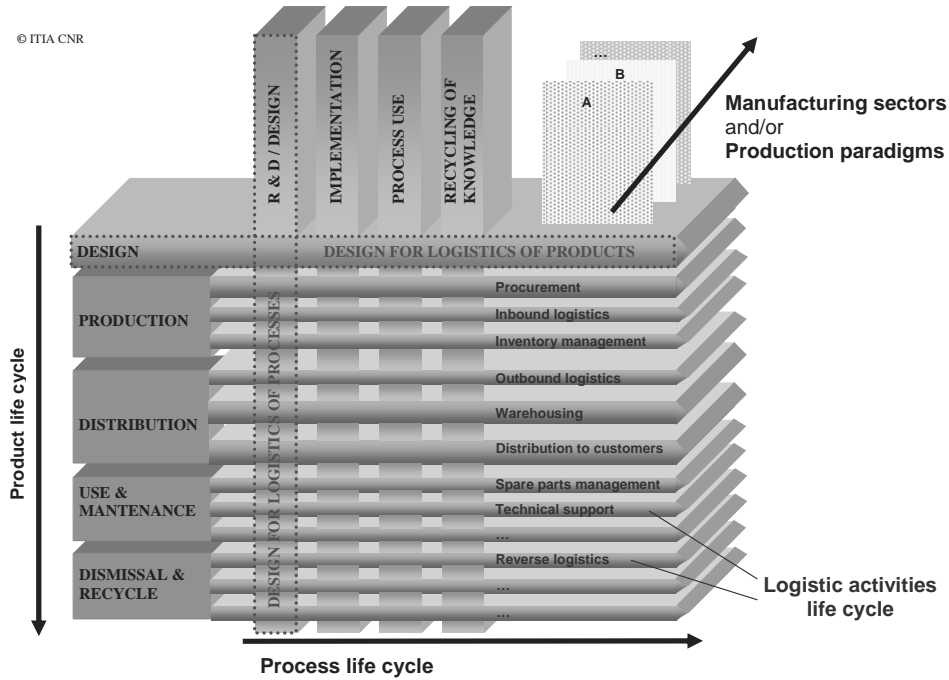 © ITIA CNR
R & D / DESIGN
IMPLEMENTATION
PROCESS USE
RECYCLING OF
KNOWLEDGE
...
B
A
Manufacturing sectors
and/or
Production paradigms
DESIGN
DESIGN FOR LOGISTICS OF PRODUCTS
DESIGN FOR LOGISTICS OF PROCESSES
Product life cycle
PRODUCTION
Procurement
Inbound logistics
Inventory management
DISTRIBUTION
Outbound logistics
Warehousing
Distribution to customers
USE &
MANTENANCE
Spare parts management
Technical support
...
DISMISSAL &
RECYCLE
Reverse logistics
...
...
Logistic activities
life cycle
Process life cycle